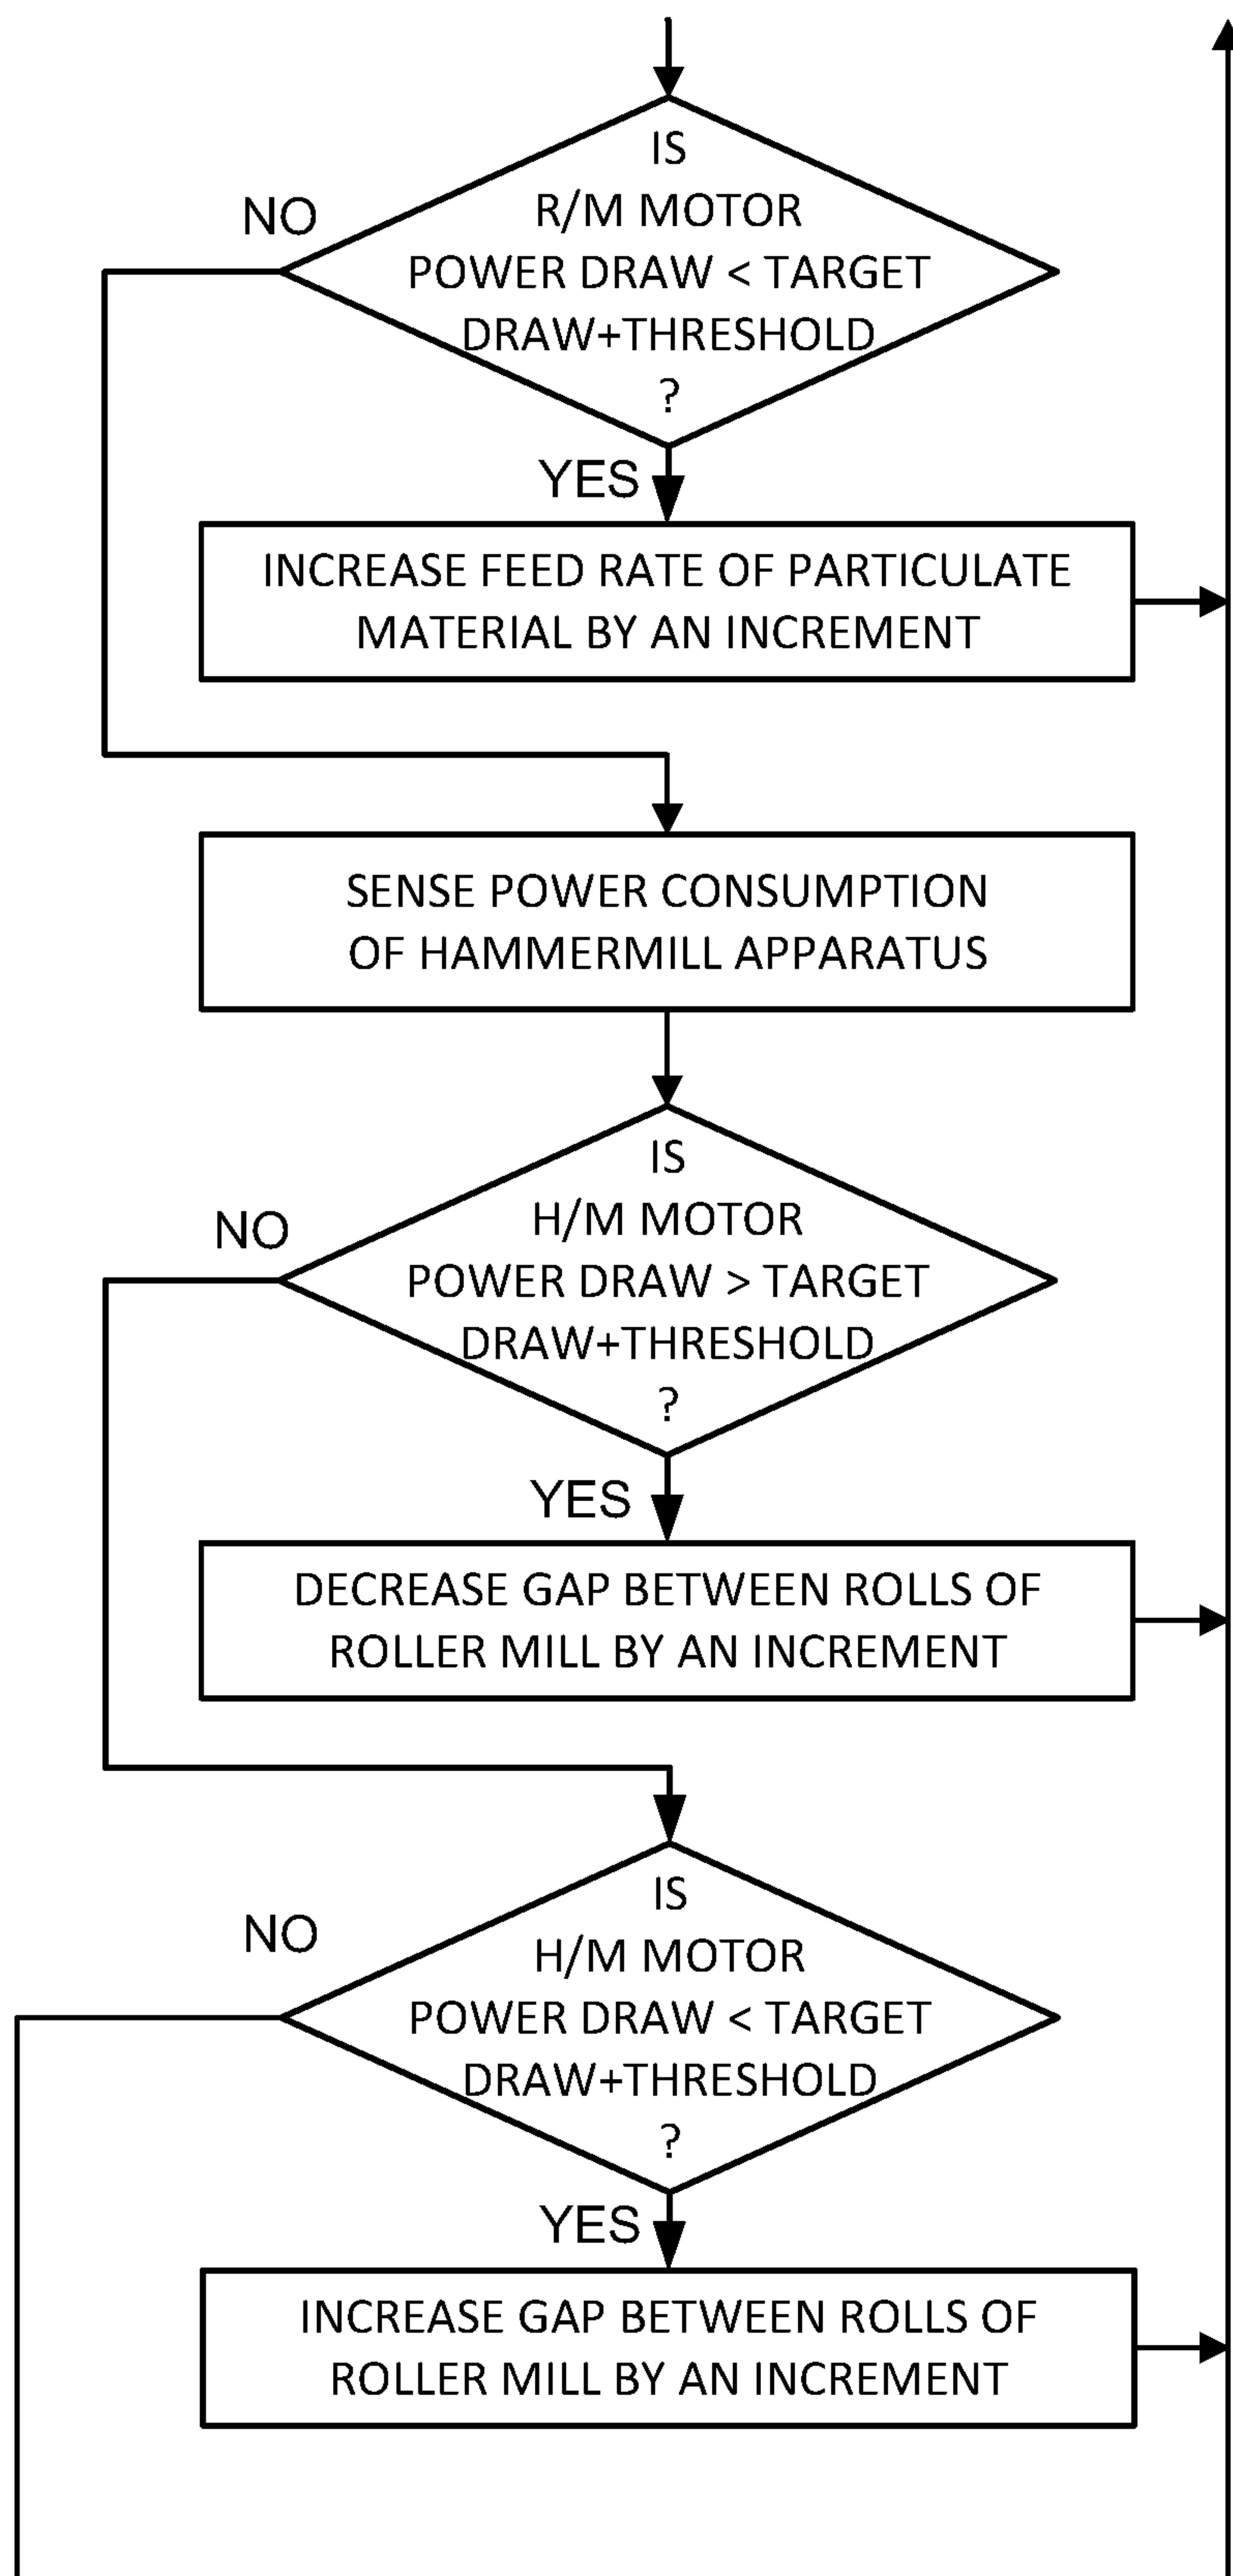 IS
R/M MOTOR
NO
POWER DRAW < TARGET
DRAW+THRESHOLD
?
YES
INCREASE FEED RATE OF PARTICULATE
MATERIAL BY AN INCREMENT
SENSE POWER CONSUMPTION
OF HAMMERMILL APPARATUS
IS
H/M MOTOR
NO
POWER DRAW > TARGET
DRAW+THRESHOLD
?
YES
DECREASE GAP BETWEEN ROLLS OF
ROLLER MILL BY AN INCREMENT
IS
NO
H/M MOTOR
POWER DRAW < TARGET
DRAW+THRESHOLD
?
YES
INCREASE GAP BETWEEN ROLLS OF
ROLLER MILL BY AN INCREMENT